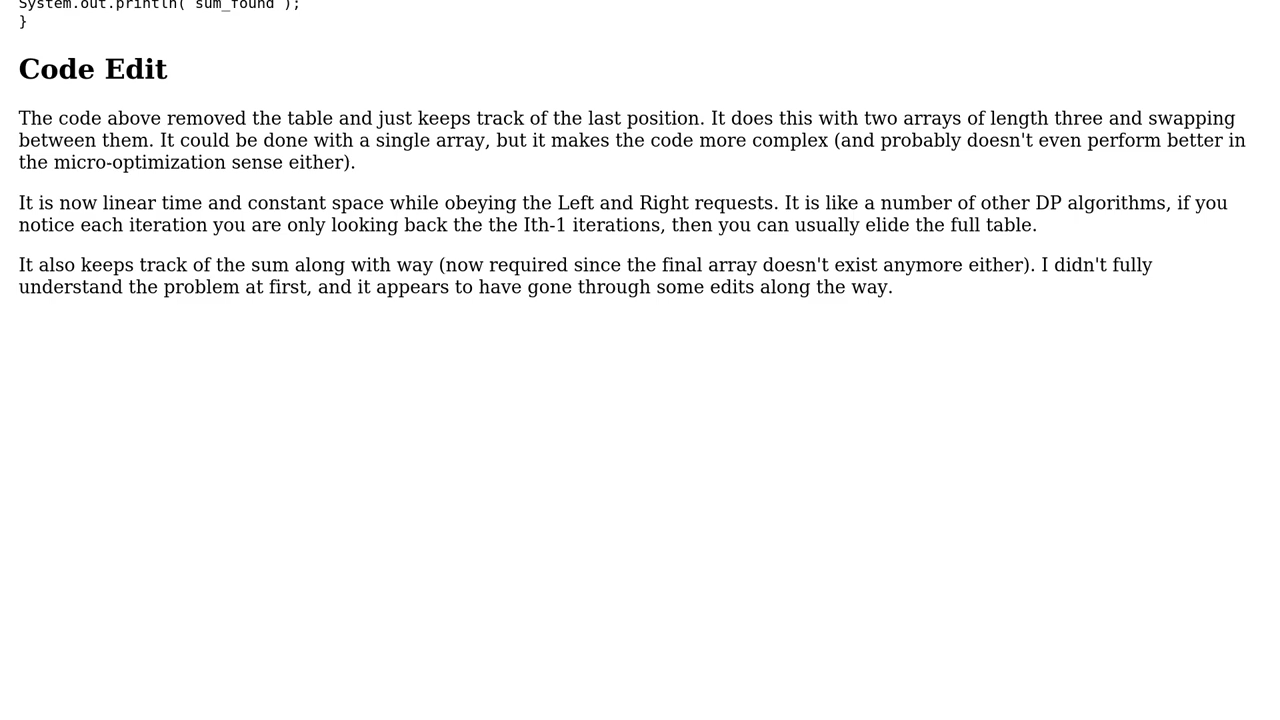 System.out.println( sum_found );
}
Code Edit
The code above removed the table and just keeps track of the last position. It does this with two arrays of length three and swapping
between them. It could be done with a single array, but it makes the code more complex (and probably doesn't even perform better in
the micro-optimization sense either).
It is now linear time and constant space while obeying the Left and Right requests. It is like a number of other DP algorithms, if you
notice each iteration you are only looking back the the Ith-1 iterations, then you can usually elide the full table.
It also keeps track of the sum along with way (now required since the final array doesn't exist anymore either). I didn't fully
understand the problem at first, and it appears to have gone through some edits along the way.